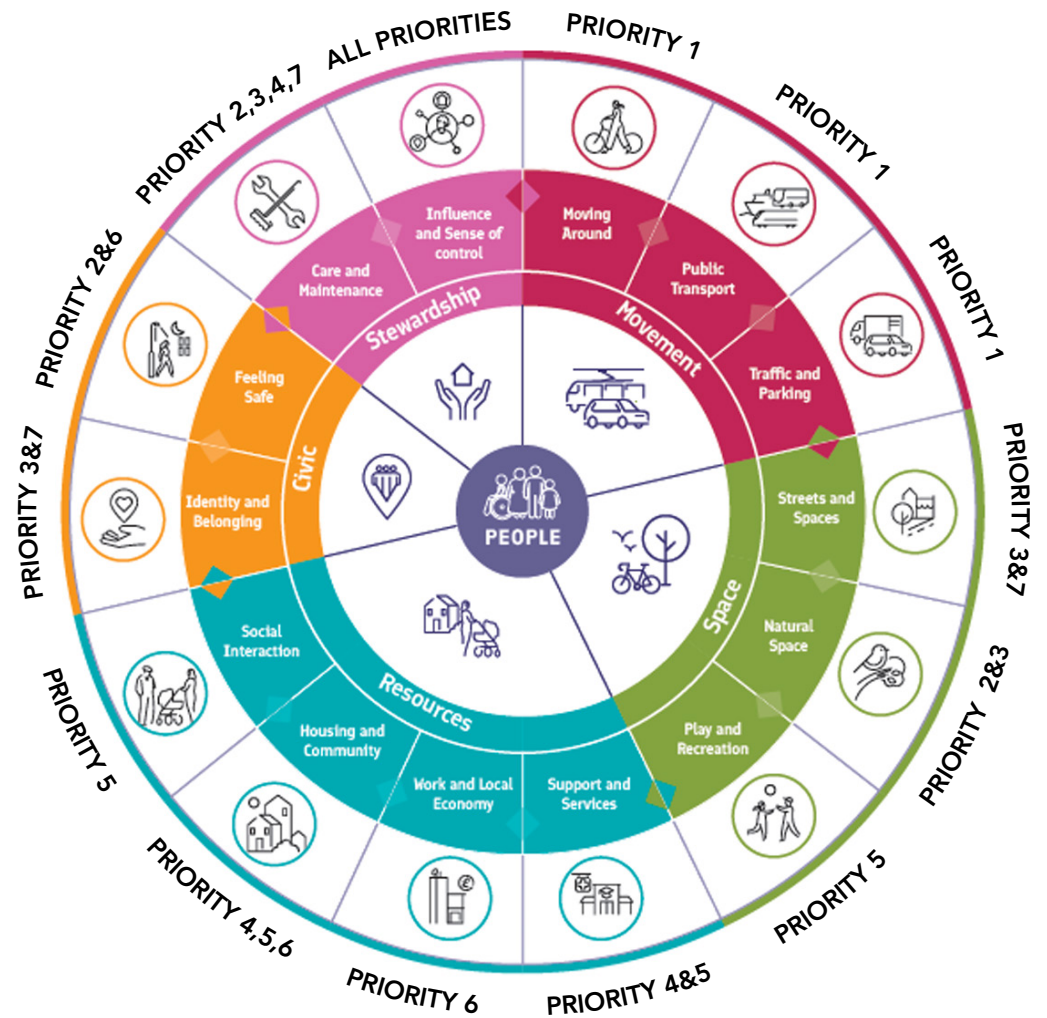 ALL PRIORITIES
PRIORITY 1
PRIORITY 1
PRIORITY 1
PRIORITY 3&7
PRIORITY 2&3
PRIORITY 5
PRIORITY 4&5
PRIORITY 6
PRIORITY 4,5,6
PRIORITY 5
PRIORITY 3&7
PRIORITY 2&6
PRIORITY 2,3,4,7
Influence
and Sense of
control
Moving
Around
Public
Transport
Traffic and
Parking
Streets and
Spaces
Natural
Space
Play and
Recreation
Support and
Services
£
Work and Local
Economy
Housing and
Community
Social
Interaction
Identity and
Belonging
Feeling
Safe
Care and
Maintenance
Stewardship
Movement
Space
Resources
Civic
PEOPLE